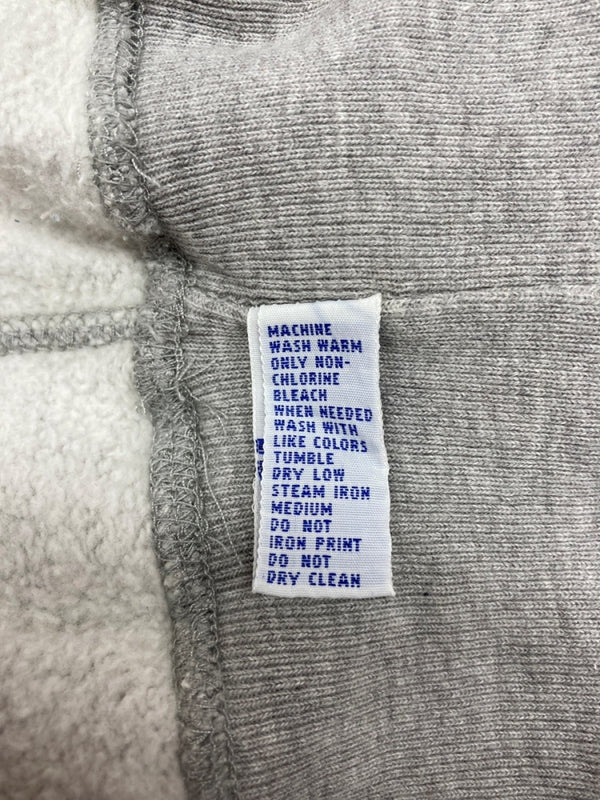 MACHINE
WASH WARM
ONLY NON-
CHLORINE
BLEACH
WHEN NEEDED
WASH WITH
LIKE COLORS
TUMBLE
DRY LOW
STEAM IRON
MEDIUM
DO NOT
IRON PRINT
DO NOT
DRY CLEAN